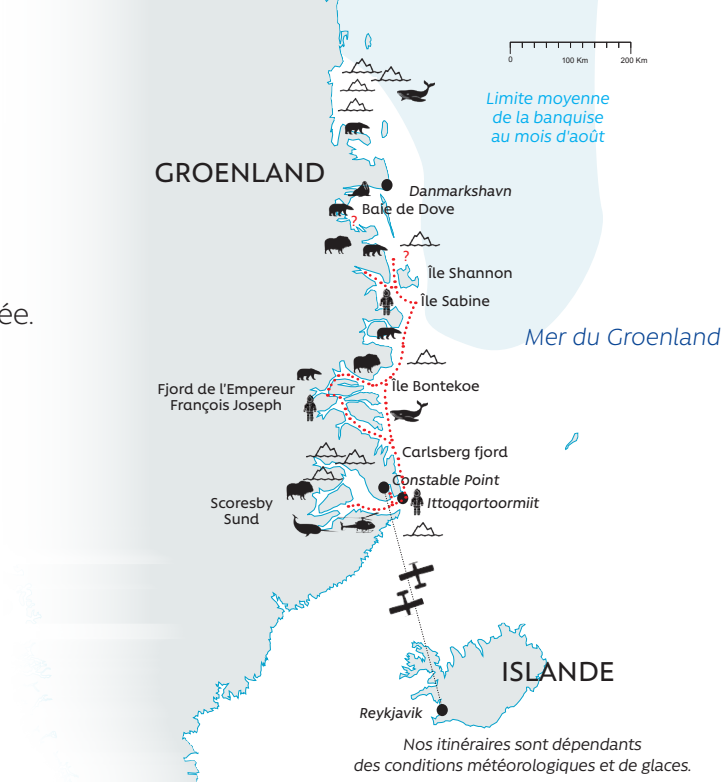 0 100 Km 200 Km
Limite moyenne
de la banquise
au mois d'août
GROENLAND
Danmarkshavn
Baie de Dove
?
?
Île Shannon
Île Sabine
ée.
Mer du Groenland
Île Bontekoe
Fjord de l'Empereur
François Joseph
Carlsberg fjord
Constable Point
Ittoqqortoormiit
Scoresby
Sund
ISLANDE
Reykjavik
Nos itinéraires sont dépendants
des conditions météorologiques et de glaces.